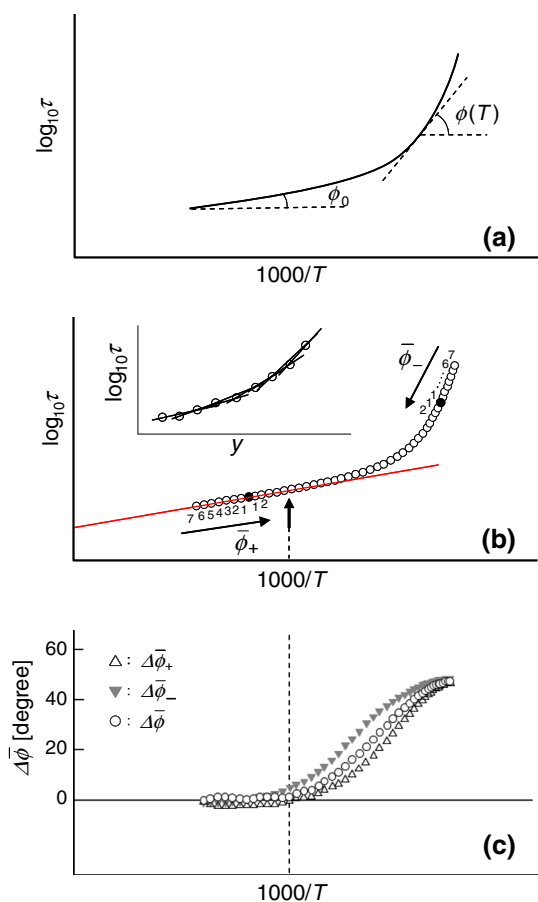 log₁₀τ
ϕ(T)
ϕ₀
(a)
1000/T
log₁₀τ
log₁₀τ
y
ϕ̅₋
7
6
1
1
2
7 6 5 4 3 2 1 1 2
ϕ̅₊
(b)
1000/T
Δϕ̅ [degree]
60
40
20
0
△ : Δϕ̅₊
▼ : Δϕ̅₋
○ : Δϕ̅
(c)
1000/T